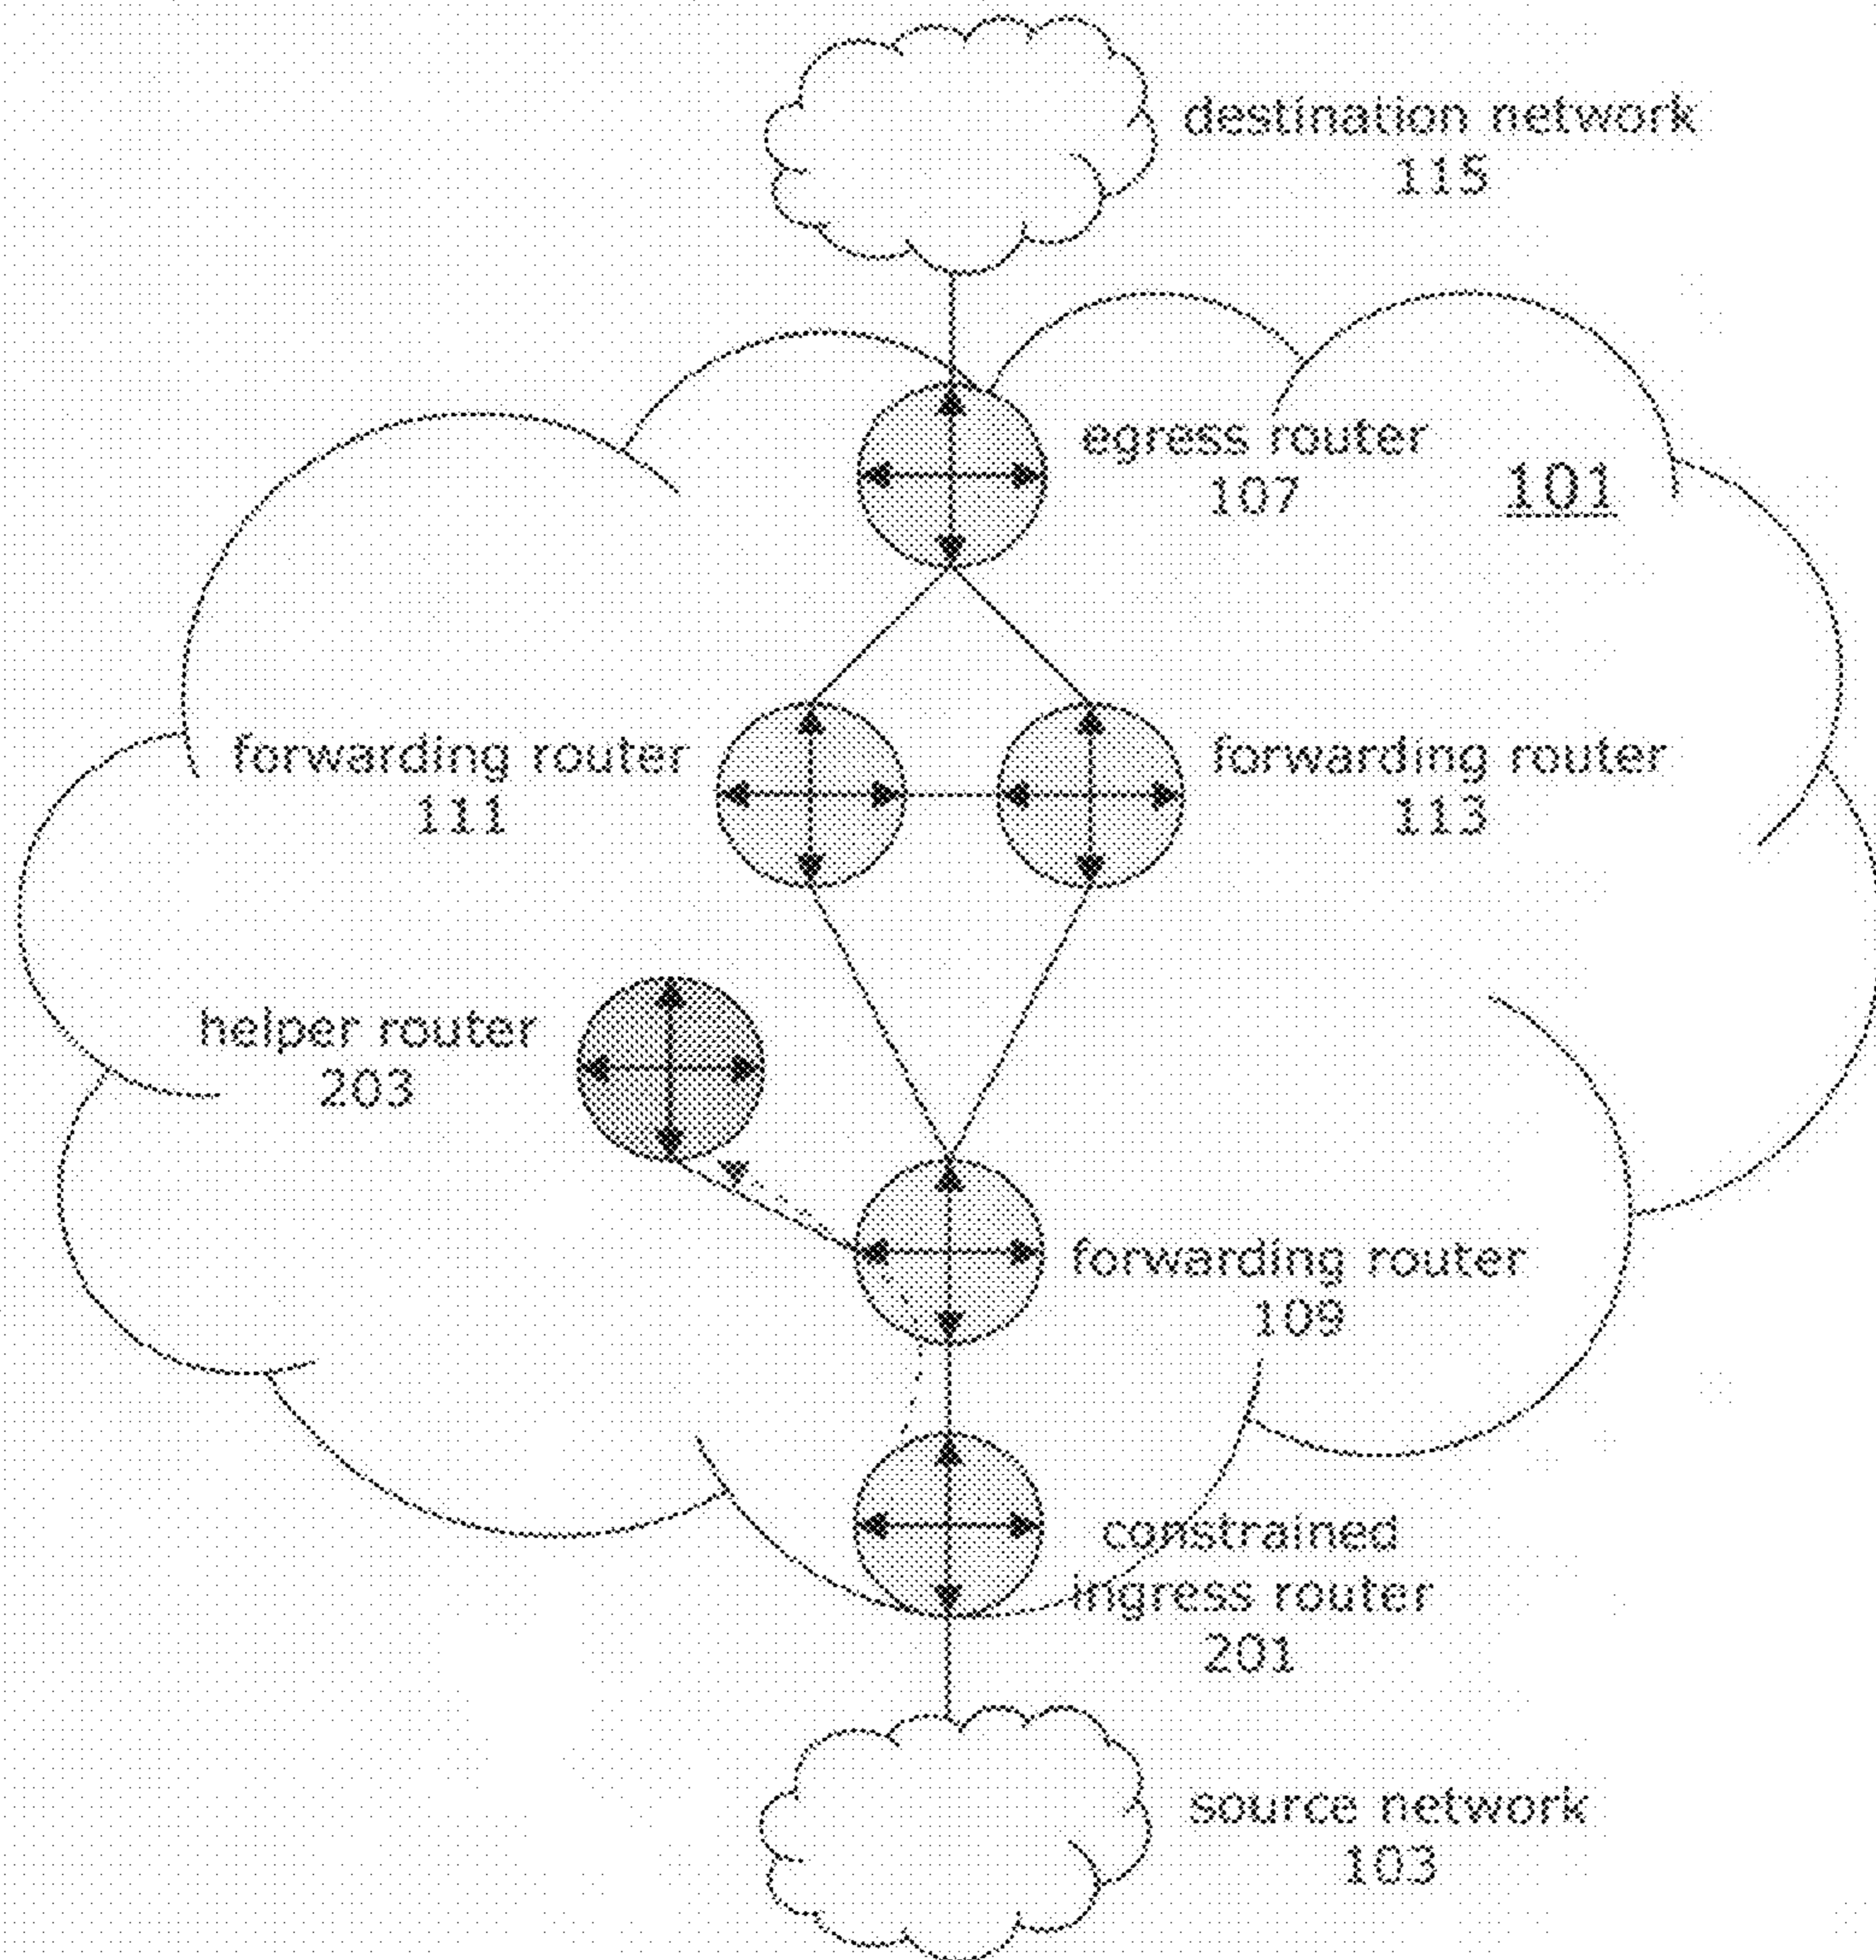 destination network
115
egress router
107
101
forwarding router
111
forwarding router
113
helper router
203
forwarding router
109
constrained
ingress router
201
source network
103